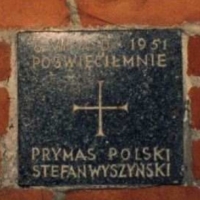 1951
POŚWIĘCIŁ MNIE
PRYMAS POLSKI
STEFAN WYSZYŃSKI